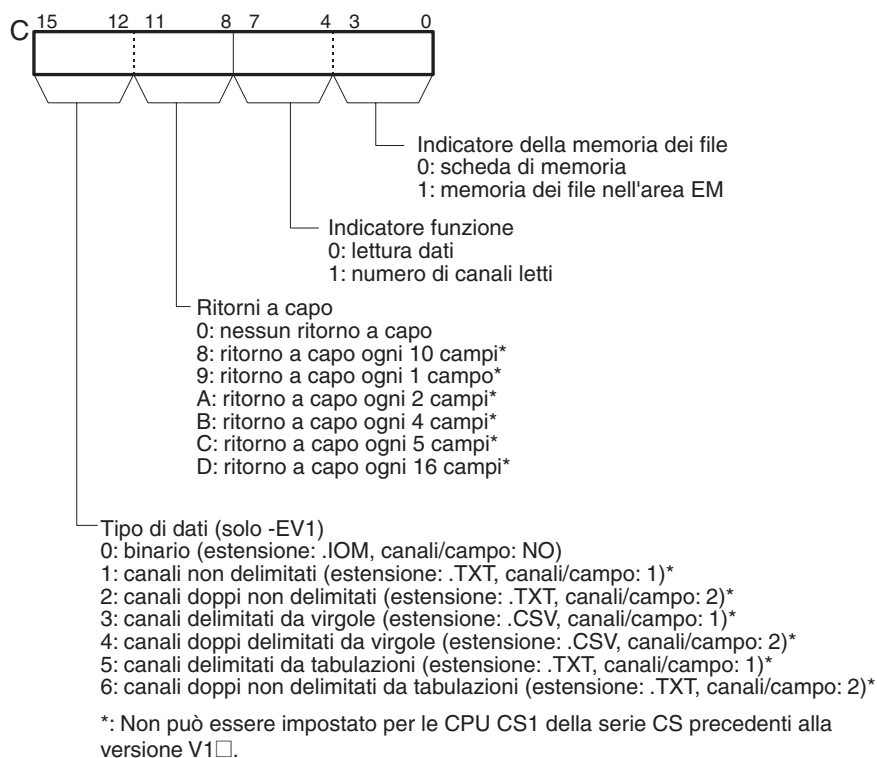 C 15 12 11 8 7 4 3 0
Indicatore della memoria dei file
0: scheda di memoria
1: memoria dei file nell'area EM
Indicatore funzione
0: lettura dati
1: numero di canali letti
Ritorni a capo
0: nessun ritorno a capo
8: ritorno a capo ogni 10 campi*
9: ritorno a capo ogni 1 campo*
A: ritorno a capo ogni 2 campi*
B: ritorno a capo ogni 4 campi*
C: ritorno a capo ogni 5 campi*
D: ritorno a capo ogni 16 campi*
Tipo di dati (solo -EV1)
0: binario (estensione: .IOM, canali/campo: NO)
1: canali non delimitati (estensione: .TXT, canali/campo: 1)*
2: canali doppi non delimitati (estensione: .TXT, canali/campo: 2)*
3: canali delimitati da virgole (estensione: .CSV, canali/campo: 1)*
4: canali doppi delimitati da virgole (estensione: .CSV, canali/campo: 2)*
5: canali delimitati da tabulazioni (estensione: .TXT, canali/campo: 1)*
6: canali doppi non delimitati da tabulazioni (estensione: .TXT, canali/campo: 2)*
*: Non può essere impostato per le CPU CS1 della serie CS precedenti alla
versione V1□.